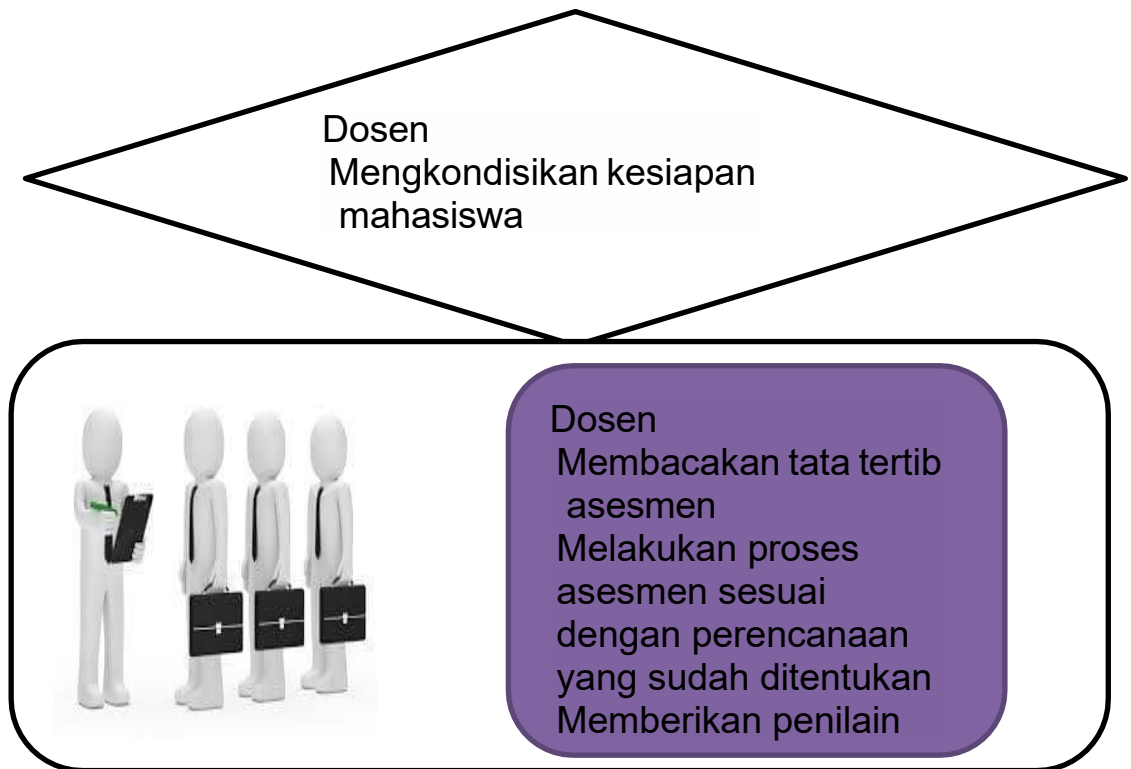 Dosen
Mengkondisikan kesiapan
mahasiswa
Dosen
Membacakan tata tertib
asesmen
Melakukan proses
asesmen sesuai
dengan perencanaan
yang sudah ditentukan
Memberikan penilain